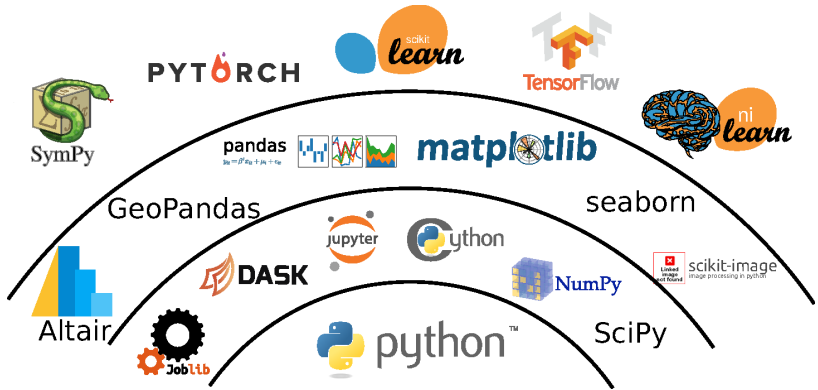 PYTORCH
scikit
learn
TF
TensorFlow
SymPy
ni
learn
pandas
matplotlib
GeoPandas
seaborn
jupyter
Cython
DASK
NumPy
Linked
image
not found
scikit-image
image processing in python
Altair
Joblib
python™
SciPy